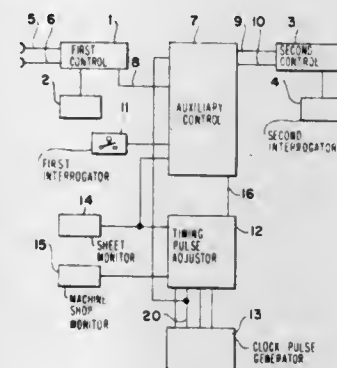 5
6
1
FIRST
CONTROL
2
8
7
AUXILIARY
CONTROL
9
10
3
SECOND
CONTROL
4
SECOND
INTERROGATOR
11
FIRST
INTERROGATOR
16
14
SHEET
MONITOR
12
TIMING
PULSE
ADJUSTOR
15
MACHINE
SHOP
MONITOR
20
13
CLOCK PULSE
GENERATOR